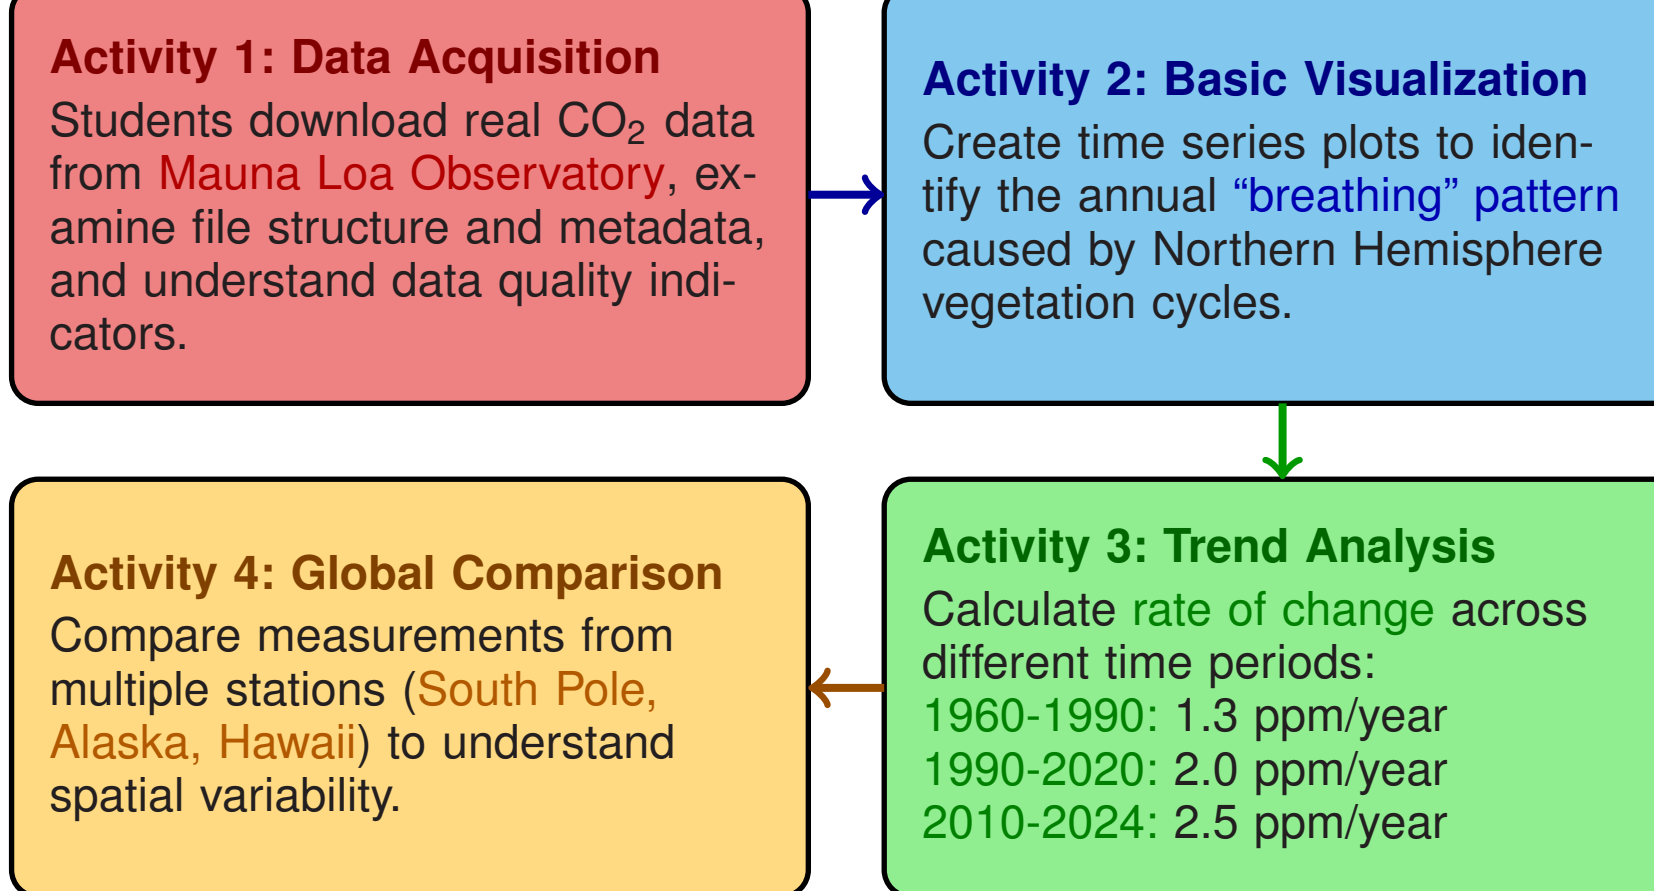 Activity 1: Data Acquisition
Students download real CO₂ data
from Mauna Loa Observatory, ex-
amine file structure and metadata,
and understand data quality indi-
cators.
Activity 2: Basic Visualization
Create time series plots to iden-
tify the annual “breathing” pattern
caused by Northern Hemisphere
vegetation cycles.
Activity 3: Trend Analysis
Calculate rate of change across
different time periods:
1960-1990: 1.3 ppm/year
1990-2020: 2.0 ppm/year
2010-2024: 2.5 ppm/year
Activity 4: Global Comparison
Compare measurements from
multiple stations (South Pole,
Alaska, Hawaii) to understand
spatial variability.